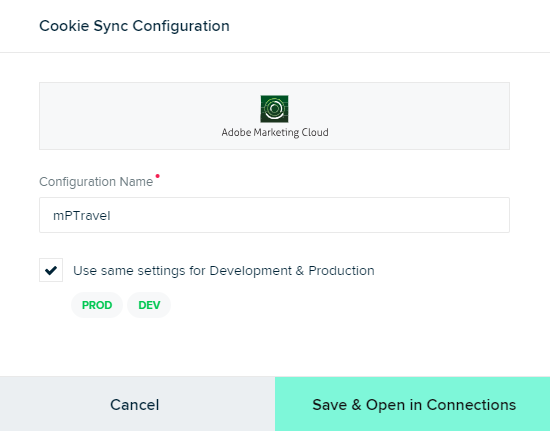 Cookie Sync Configuration
Adobe Marketing Cloud
Configuration Name*
mPTravel
Use same settings for Development & Production
PROD DEV
Cancel Save & Open in Connections